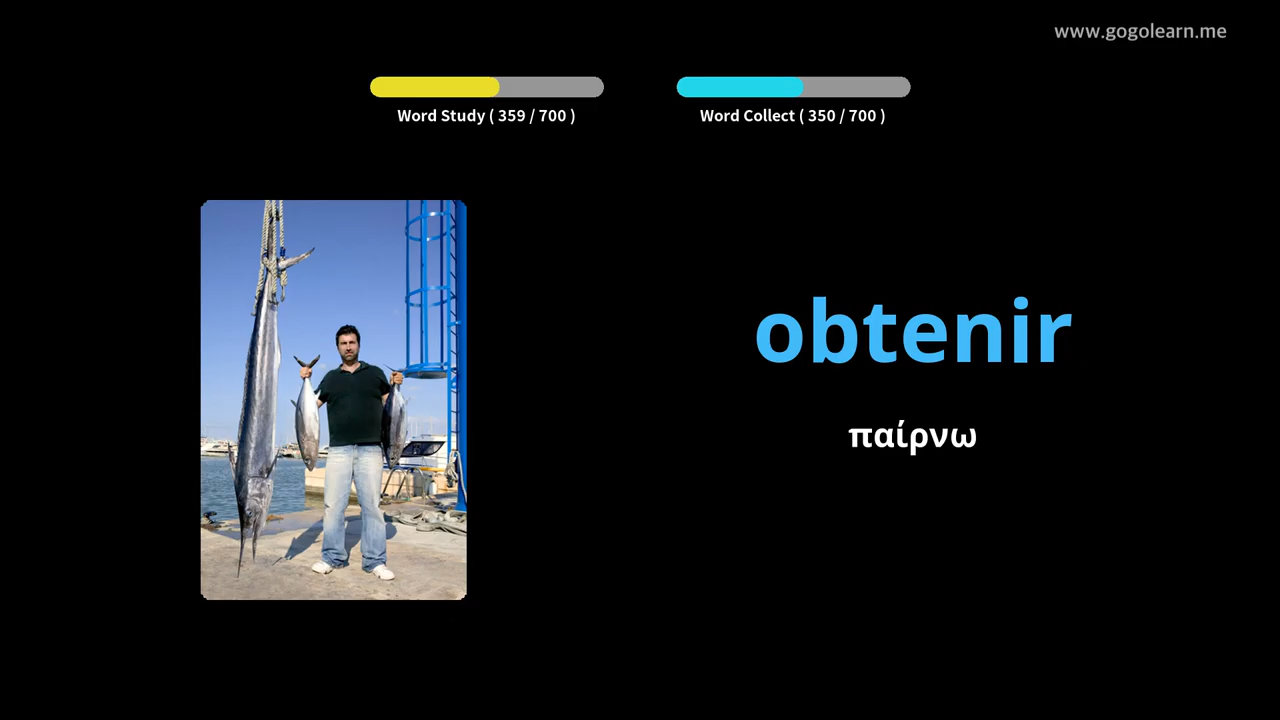 www.gogolearn.me
Word Study ( 359 / 700 )
Word Collect ( 350 / 700 )
obtenir
παίρνω